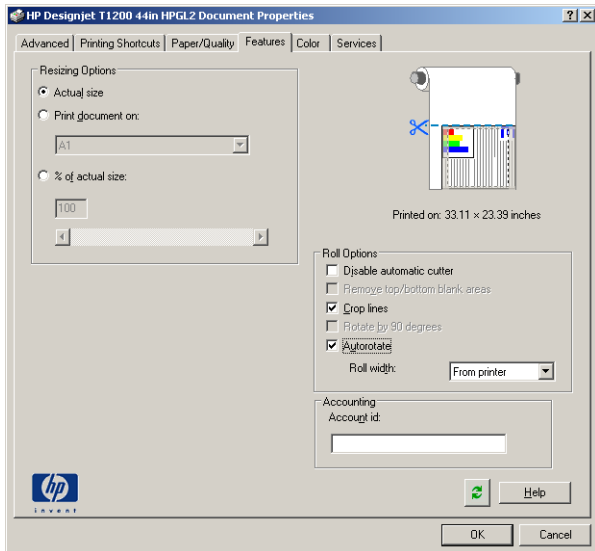 HP Designjet T1200 44in HPGL2 Document Properties
Advanced Printing Shortcuts Paper/Quality Features Color Services
Resizing Options
Actual size
Print document on:
A1
% of actual size:
100
Printed on: 33.11 × 23.39 inches
Roll Options
Disable automatic cutter
Remove top/bottom blank areas
Crop lines
Rotate by 90 degrees
Autorotate
Roll width: From printer
Accounting
Account id:
hp
invent
Help
OK Cancel